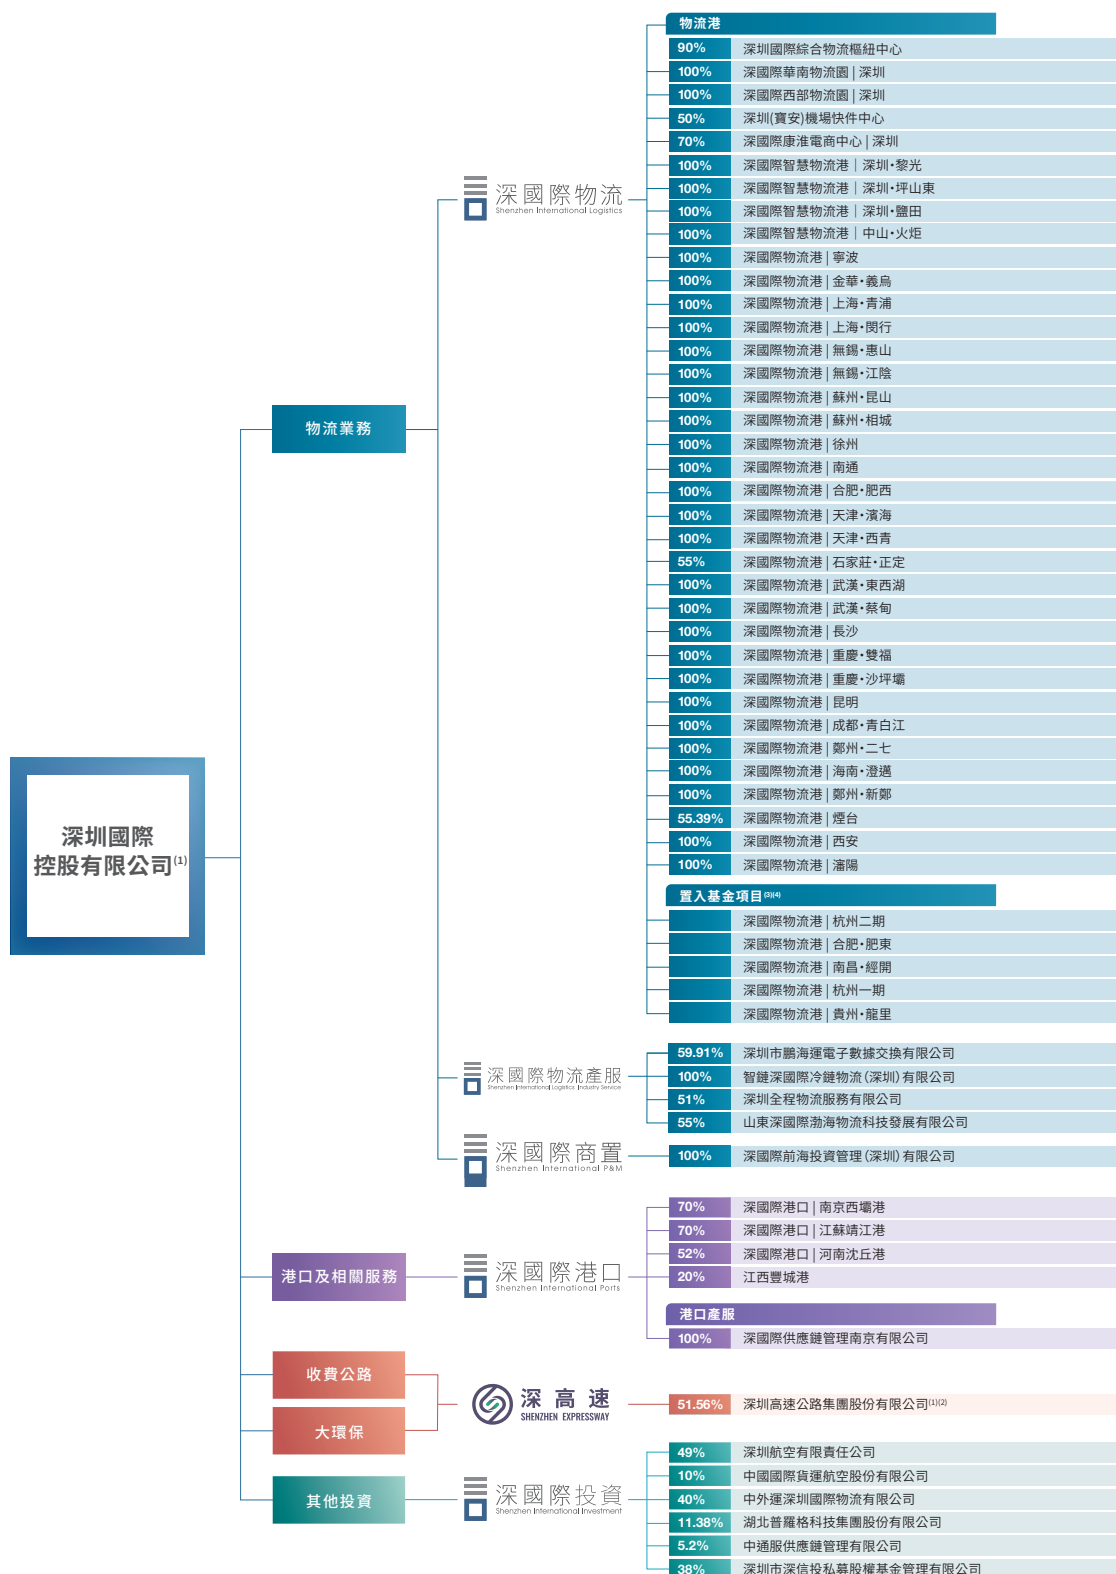 深圳國際
控股有限公司(1)
物流業務
深國際物流
Shenzhen International Logistics
物流港
90% 深圳國際綜合物流樞紐中心
100% 深國際華南物流園 | 深圳
100% 深國際西部物流園 | 深圳
50% 深圳(寶安)機場快件中心
70% 深國際康淮電商中心 | 深圳
100% 深國際智慧物流港 | 深圳•黎光
100% 深國際智慧物流港 | 深圳•坪山東
100% 深國際智慧物流港 | 深圳•鹽田
100% 深國際智慧物流港 | 中山•火炬
100% 深國際物流港 | 寧波
100% 深國際物流港 | 金華•義烏
100% 深國際物流港 | 上海•青浦
100% 深國際物流港 | 上海•閔行
100% 深國際物流港 | 無錫•惠山
100% 深國際物流港 | 無錫•江陰
100% 深國際物流港 | 蘇州•昆山
100% 深國際物流港 | 蘇州•相城
100% 深國際物流港 | 徐州
100% 深國際物流港 | 南通
100% 深國際物流港 | 合肥•肥西
100% 深國際物流港 | 天津•濱海
100% 深國際物流港 | 天津•西青
55% 深國際物流港 | 石家莊•正定
100% 深國際物流港 | 武漢•東西湖
100% 深國際物流港 | 武漢•蔡甸
100% 深國際物流港 | 長沙
100% 深國際物流港 | 重慶•雙福
100% 深國際物流港 | 重慶•沙坪壩
100% 深國際物流港 | 昆明
100% 深國際物流港 | 成都•青白江
100% 深國際物流港 | 鄭州•二七
100% 深國際物流港 | 海南•澄邁
100% 深國際物流港 | 鄭州•新鄭
55.39% 深國際物流港 | 煙台
100% 深國際物流港 | 西安
100% 深國際物流港 | 瀋陽
置入基金項目(3)(4)
深國際物流港 | 杭州二期
深國際物流港 | 合肥•肥東
深國際物流港 | 南昌•經開
深國際物流港 | 杭州一期
深國際物流港 | 貴州•龍里
深國際物流產服
Shenzhen International Logistics Industry Service
59.91% 深圳市鵬海運電子數據交換有限公司
100% 智鏈深國際冷鏈物流(深圳)有限公司
51% 深圳全程物流服務有限公司
55% 山東深國際渤海物流科技發展有限公司
深國際商置
Shenzhen International P&M
100% 深國際前海投資管理(深圳)有限公司
港口及相關服務
深國際港口
Shenzhen International Ports
70% 深國際港口 | 南京西壩港
70% 深國際港口 | 江蘇靖江港
52% 深國際港口 | 河南沈丘港
20% 江西豐城港
港口產服
100% 深國際供應鏈管理南京有限公司
收費公路
大環保
深高速
SHENZHEN EXPRESSWAY
51.56% 深圳高速公路集團股份有限公司(1)(2)
其他投資
深國際投資
Shenzhen International Investment
49% 深圳航空有限責任公司
10% 中國國際貨運航空股份有限公司
40% 中外運深圳國際物流有限公司
11.38% 湖北普羅格科技集團股份有限公司
5.2% 中通服供應鏈管理有限公司
38% 深圳市深信投私募股權基金管理有限公司